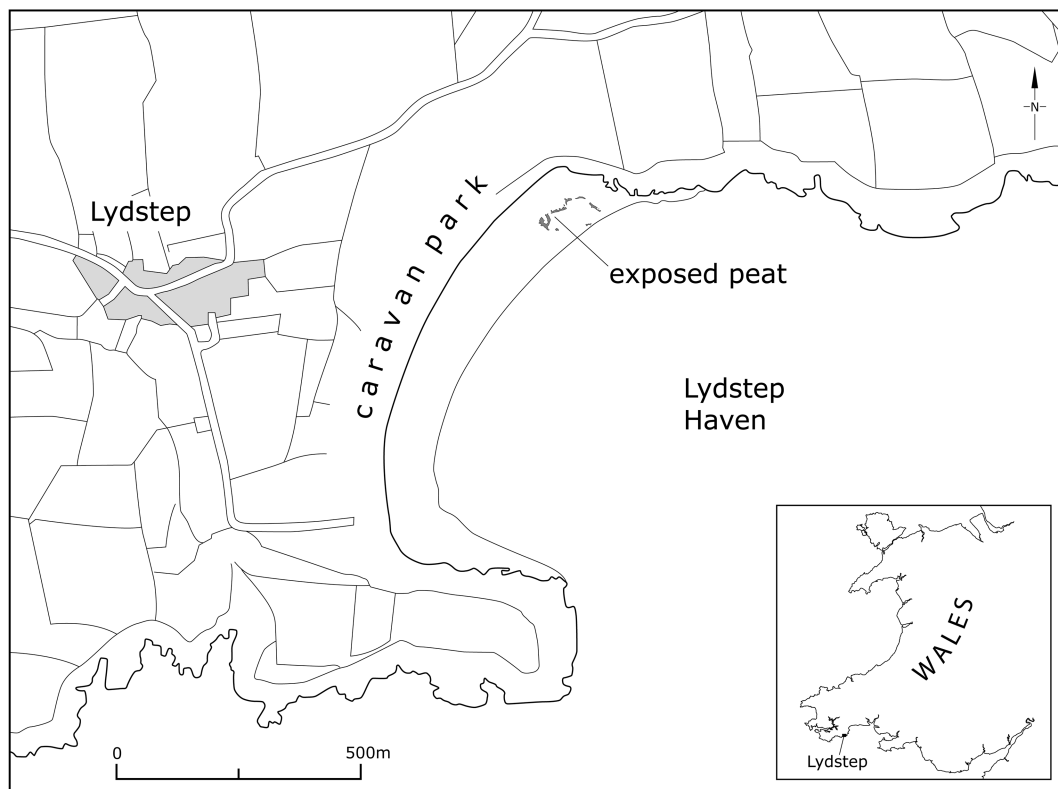 N
Lydstep
caravan park
exposed peat
Lydstep
Haven
WALES
Lydstep
0
500m